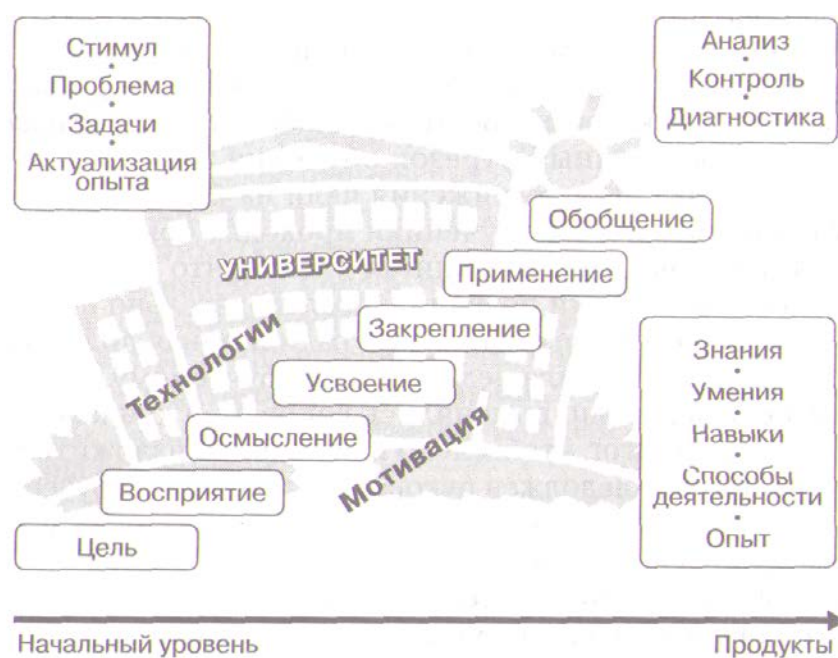 Стимул
Проблема
Задачи
Актуализация
опыта
Анализ
Контроль
Диагностика
Обобщение
УНИВЕРСИТЕТ
Применение
Закрепление
Технологии
Усвоение
Осмысление
Мотивация
Восприятие
Цель
Знания
Умения
Навыки
Способы
деятельности
Опыт
Начальный уровень
Продукты